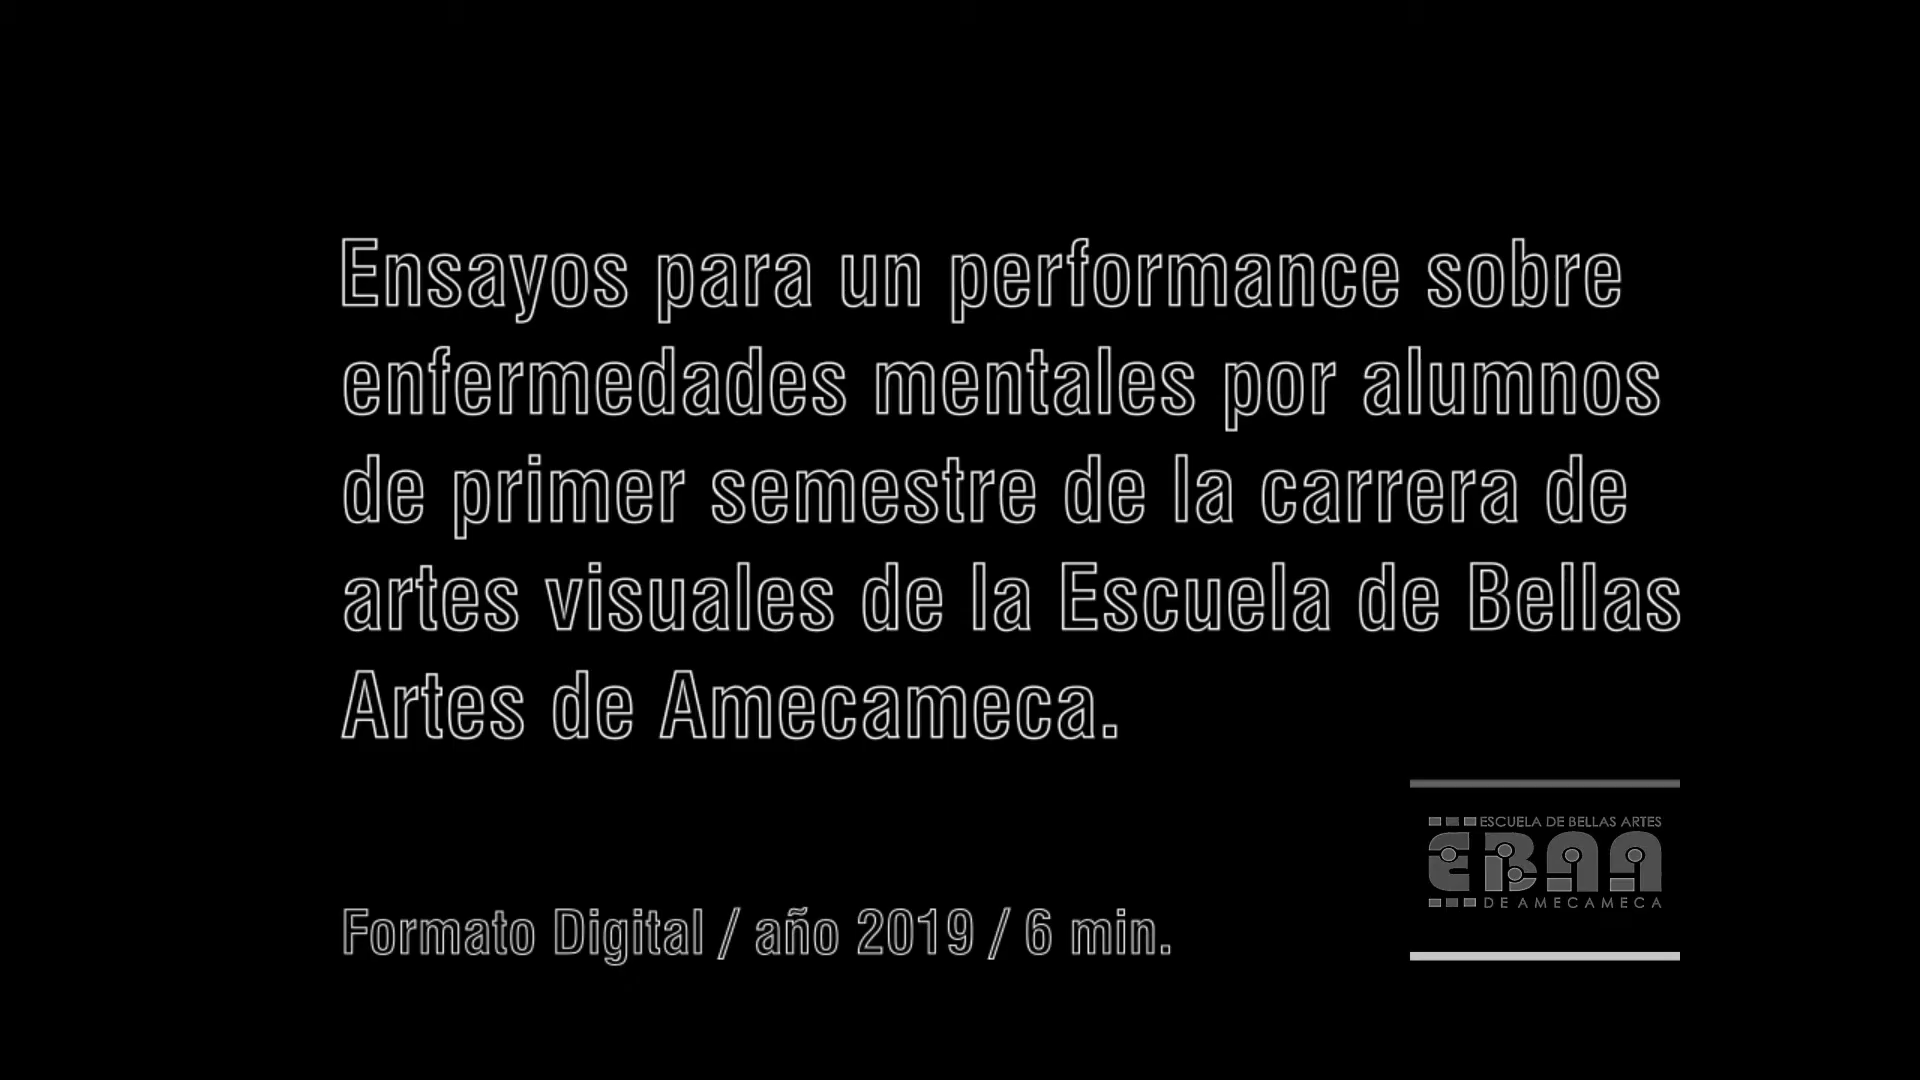 Ensayos para un performance sobre
enfermedades mentales por alumnos
de primer semestre de la carrera de
artes visuales de la Escuela de Bellas
Artes de Amecameca.
ESCUELA DE BELLAS ARTES
EBAA
DE AMECAMECA
Formato Digital / año 2019 / 6 min.